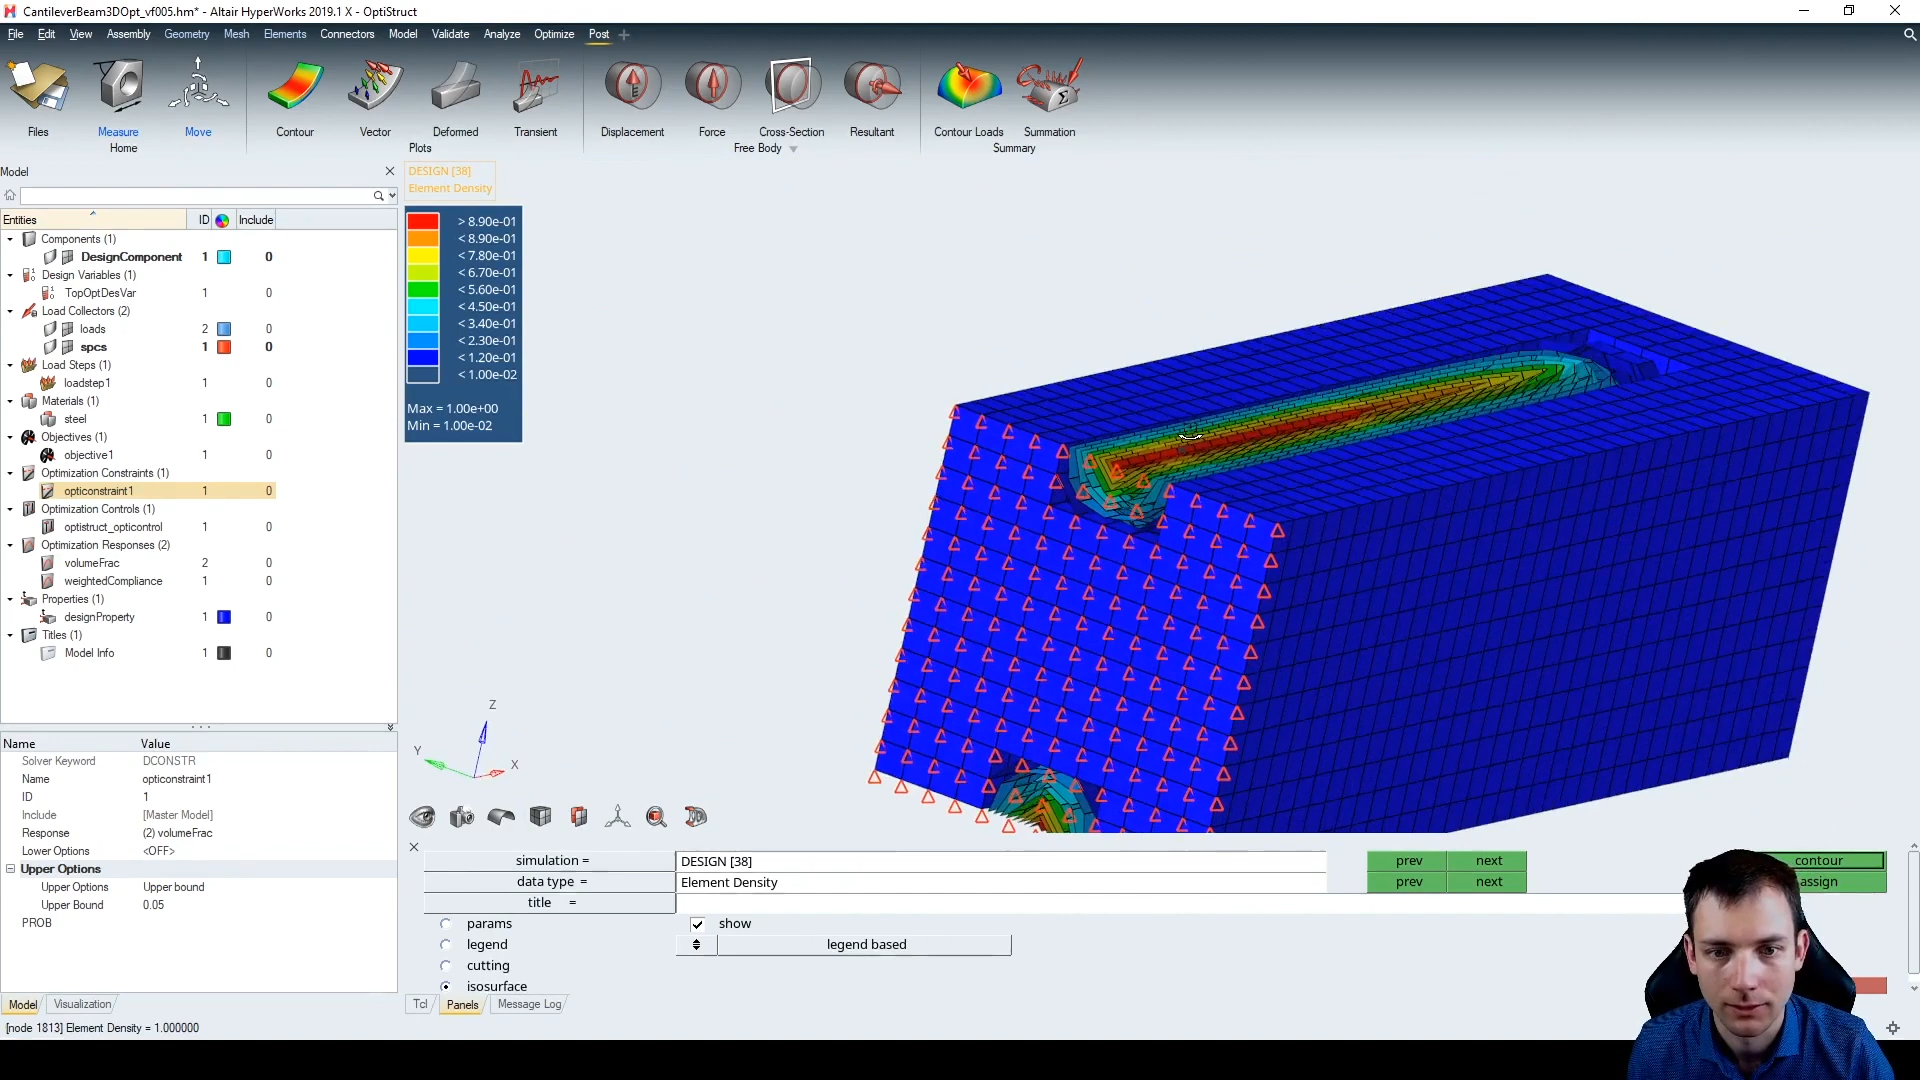 CantileverBeam3DOpt_vf005.hm* - Altair HyperWorks 2019.1 X - OptiStruct
File Edit View Assembly Geometry Mesh Elements Connectors Model Validate Analyze Optimize Post
Files Measure Move Contour Vector Deformed Transient Displacement Force Cross-Section Resultant Contour Loads Summation
Home Plots Free Body Summary
Model
DESIGN [38]
Element Density
Entities ID Include
Components (1)
DesignComponent 1 0
Design Variables (1)
TopOptDesVar 1 0
Load Collectors (2)
loads 2 0
spcs 1 0
Load Steps (1)
loadstep1 1 0
Materials (1)
steel 1 0
Objectives (1)
objective1 1 0
Optimization Constraints (1)
opticonstraint1 1 0
Optimization Controls (1)
optistruct_opticontrol 1 0
Optimization Responses (2)
volumeFrac 2 0
weightedCompliance 1 0
Properties (1)
designProperty 1 0
Titles (1)
Model Info 1 0
> 8.90e-01
< 8.90e-01
< 7.80e-01
< 6.70e-01
< 5.60e-01
< 4.50e-01
< 3.40e-01
< 2.30e-01
< 1.20e-01
< 1.00e-02
Max = 1.00e+00
Min = 1.00e-02
Z
Y
X
Name Value
Solver Keyword DCONSTR
Name opticonstraint1
ID 1
Include [Master Model]
Response (2) volumeFrac
Lower Options <OFF>
Upper Options
Upper Options Upper bound
Upper Bound 0.05
PROB
simulation = DESIGN [38] prev next contour
data type = Element Density prev next assign
title =
params show
legend legend based
cutting
isosurface
Model Visualization Tcl Panels Message Log
[node 1813] Element Density = 1.000000